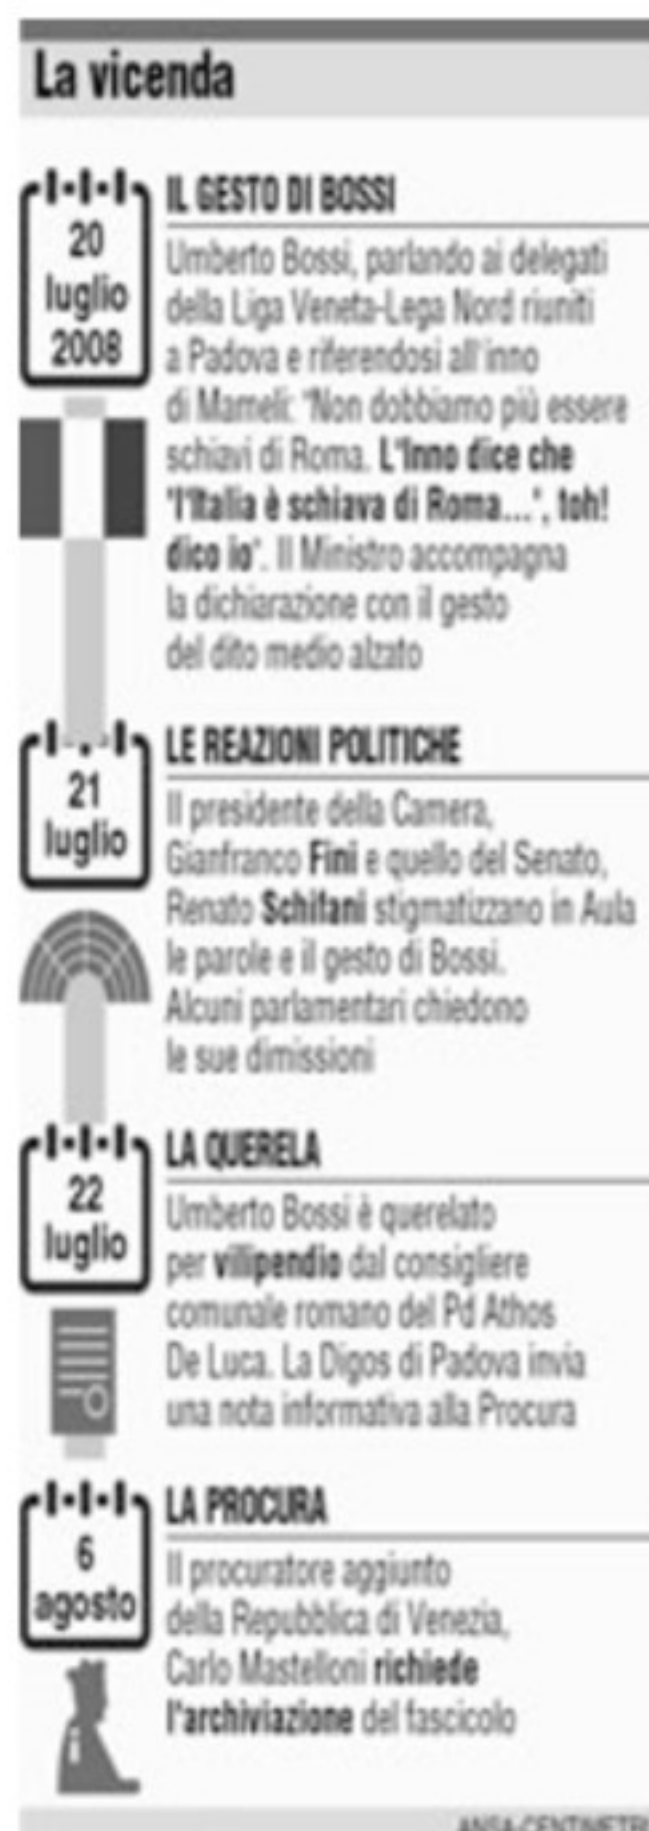 La vicenda
20
luglio
2008
IL GESTO DI BOSSI
Umberto Bossi, parlando ai delegati
della Liga Veneta-Lega Nord riuniti
a Padova e riferendosi all'inno
di Mameli: "Non dobbiamo più essere
schiavi di Roma. L'Inno dice che
'l'Italia è schiava di Roma...', toh!
dico io". Il Ministro accompagna
la dichiarazione con il gesto
del dito medio alzato
21
luglio
LE REAZIONI POLITICHE
Il presidente della Camera,
Gianfranco Fini e quello del Senato,
Renato Schifani stigmatizzano in Aula
le parole e il gesto di Bossi.
Alcuni parlamentari chiedono
le sue dimissioni
22
luglio
LA QUERELA
Umberto Bossi è querelato
per vilipendio dal consigliere
comunale romano del Pd Athos
De Luca. La Digos di Padova invia
una nota informativa alla Procura
6
agosto
LA PROCURA
Il procuratore aggiunto
della Repubblica di Venezia,
Carlo Mastelloni richiede
l'archiviazione del fascicolo
ANSA-CENTIMETRI